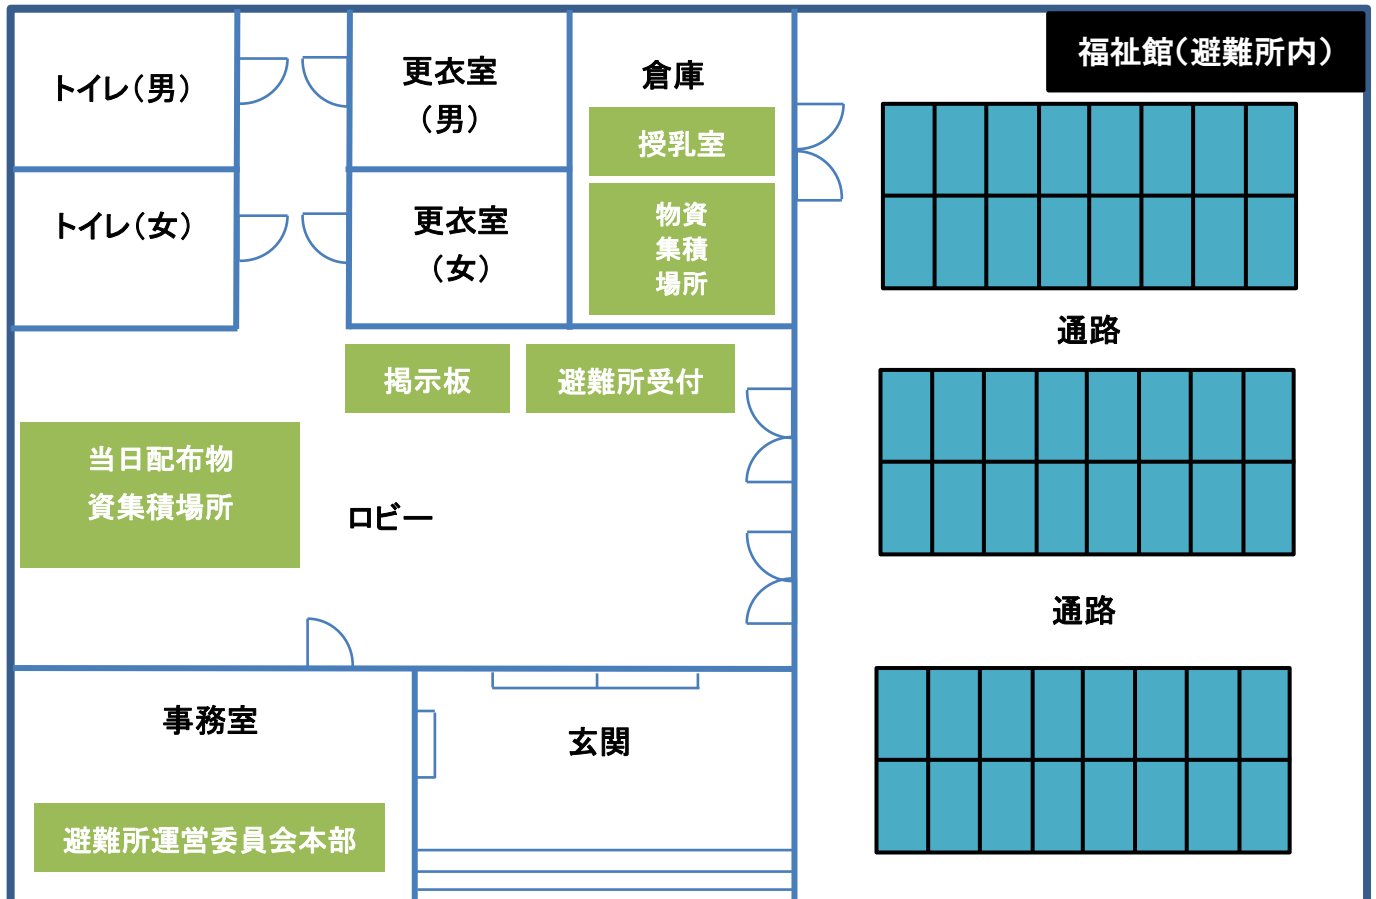 福祉館（避難所内）
トイレ（男）
更衣室
（男）
倉庫
授乳室
物資
集積
場所
トイレ（女）
更衣室
（女）
通路
掲示板
避難所受付
当日配布物
資集積場所
ロビー
通路
事務室
玄関
避難所運営委員会本部